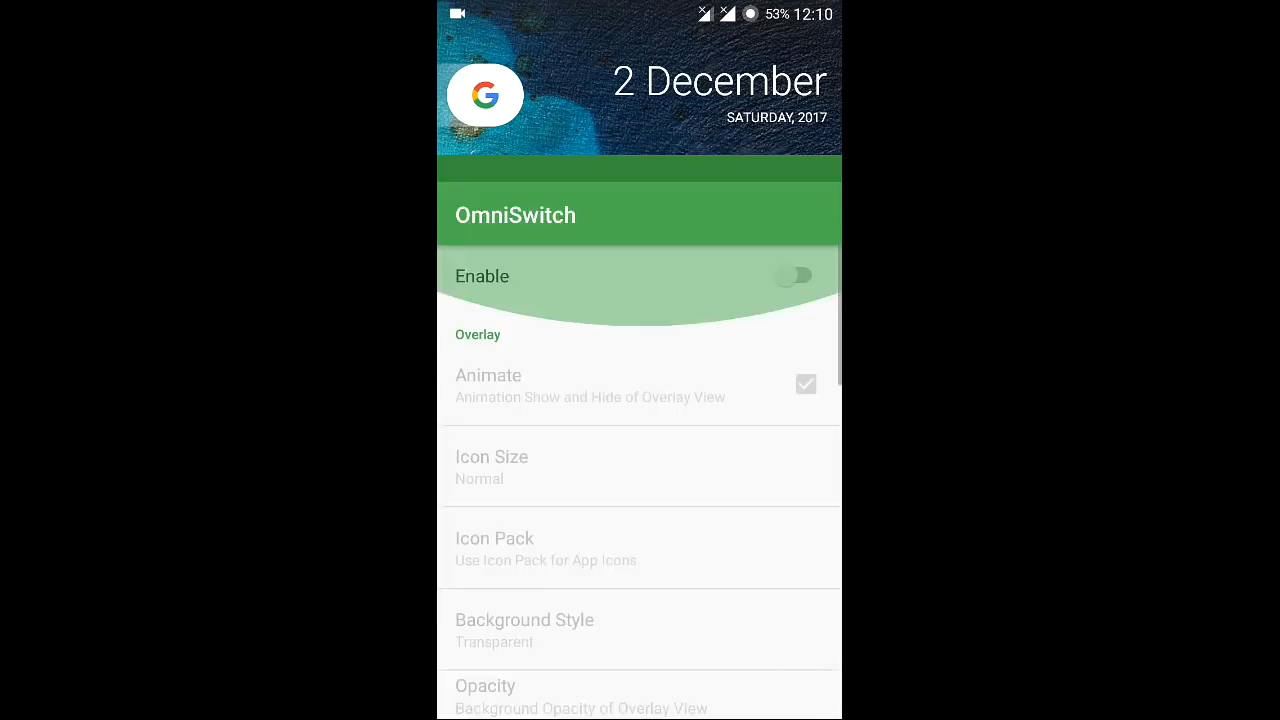 53% 12:10
2 December
SATURDAY, 2017
G
OmniSwitch
Enable
Overlay
Animate
Animation Show and Hide of Overlay View
Icon Size
Normal
Icon Pack
Use Icon Pack for App Icons
Background Style
Transparent
Opacity
Background Opacity of Overlay View